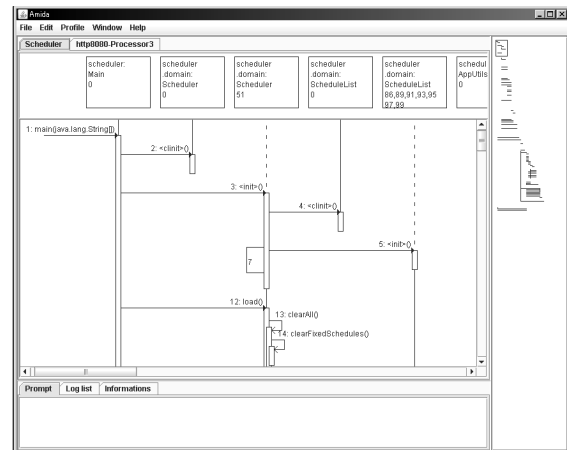 Amida
File Edit Profile Window Help
Scheduler http8080-Processor3
scheduler:
Main
0
scheduler
.domain:
Scheduler
0
scheduler
.domain:
Scheduler
51
scheduler
.domain:
ScheduleList
0
scheduler
.domain:
ScheduleList
86,89,91,93,95
97,99
schedul
AppUtils
0
1: main(java.lang.String[])
2: <clinit>()
3: <init>()
4: <clinit>()
5: <init>()
7
12: load()
13: clearAll()
14: clearFixedSchedules()
Prompt Log list Informations